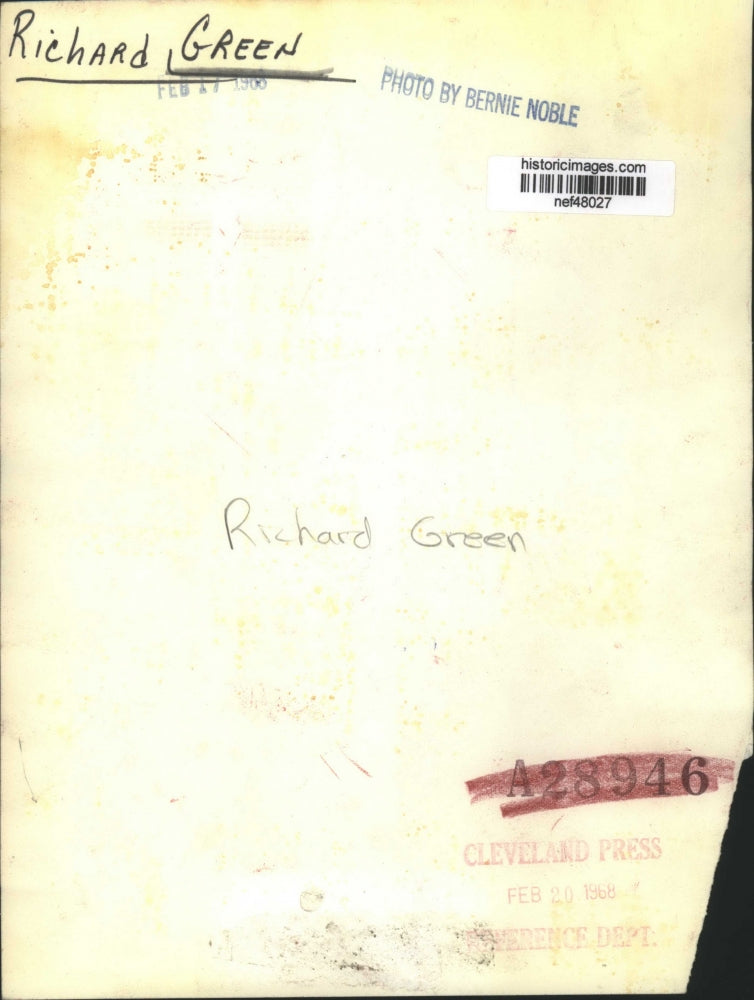 Richard Green
FEB 17 1968
PHOTO BY BERNIE NOBLE
historicimages.com
nef48027
Richard Green
A28946
CLEVELAND PRESS
FEB 20 1968
REFERENCE DEPT.